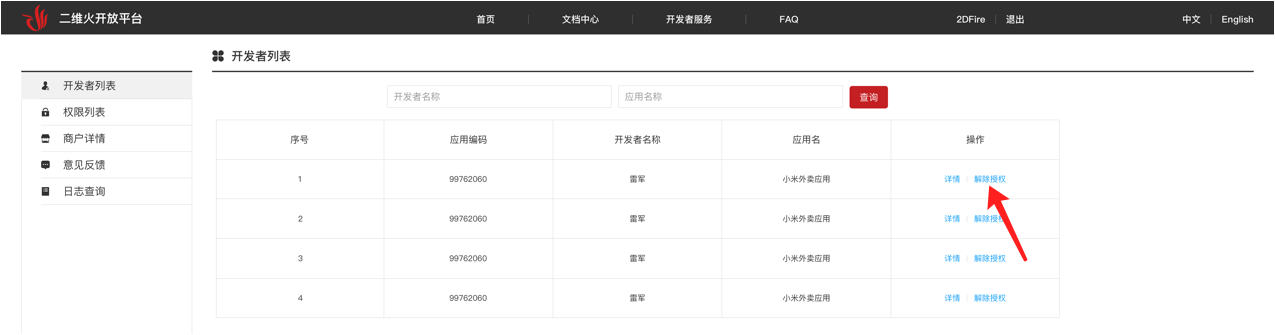 二维火开放平台 首页 文档中心 开发者服务 FAQ 2DFire 退出 中文 English
开发者列表
开发者列表
权限列表
商户详情
意见反馈
日志查询
开发者名称 应用名称 查询
序号 应用编码 开发者名称 应用名 操作
1 99762060 雷军 小米外卖应用 详情 解除授权
2 99762060 雷军 小米外卖应用 详情 解除授权
3 99762060 雷军 小米外卖应用 详情 解除授权
4 99762060 雷军 小米外卖应用 详情 解除授权